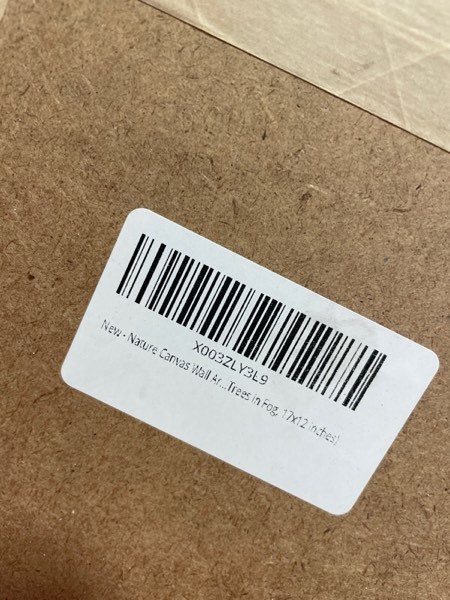 X003ZLY3L9
New - Nature Canvas Wall Ar...Trees in Fog, 17x12 inches)